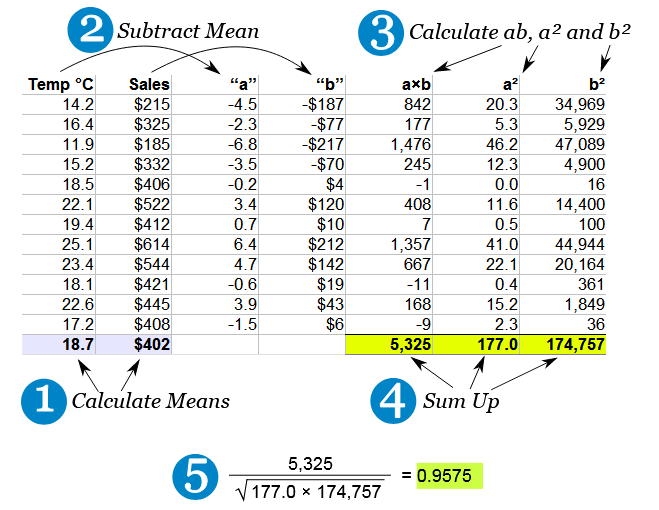 2 Subtract Mean 3 Calculate ab, a² and b²
Temp °C Sales “a” “b” a×b a² b²
14.2 $215 -4.5 -$187 842 20.3 34,969
16.4 $325 -2.3 -$77 177 5.3 5,929
11.9 $185 -6.8 -$217 1,476 46.2 47,089
15.2 $332 -3.5 -$70 245 12.3 4,900
18.5 $406 -0.2 $4 -1 0.0 16
22.1 $522 3.4 $120 408 11.6 14,400
19.4 $412 0.7 $10 7 0.5 100
25.1 $614 6.4 $212 1,357 41.0 44,944
23.4 $544 4.7 $142 667 22.1 20,164
18.1 $421 -0.6 $19 -11 0.4 361
22.6 $445 3.9 $43 168 15.2 1,849
17.2 $408 -1.5 $6 -9 2.3 36
18.7 $402 5,325 177.0 174,757
1 Calculate Means 4 Sum Up
5 5,325
√177.0 × 174,757 = 0.9575